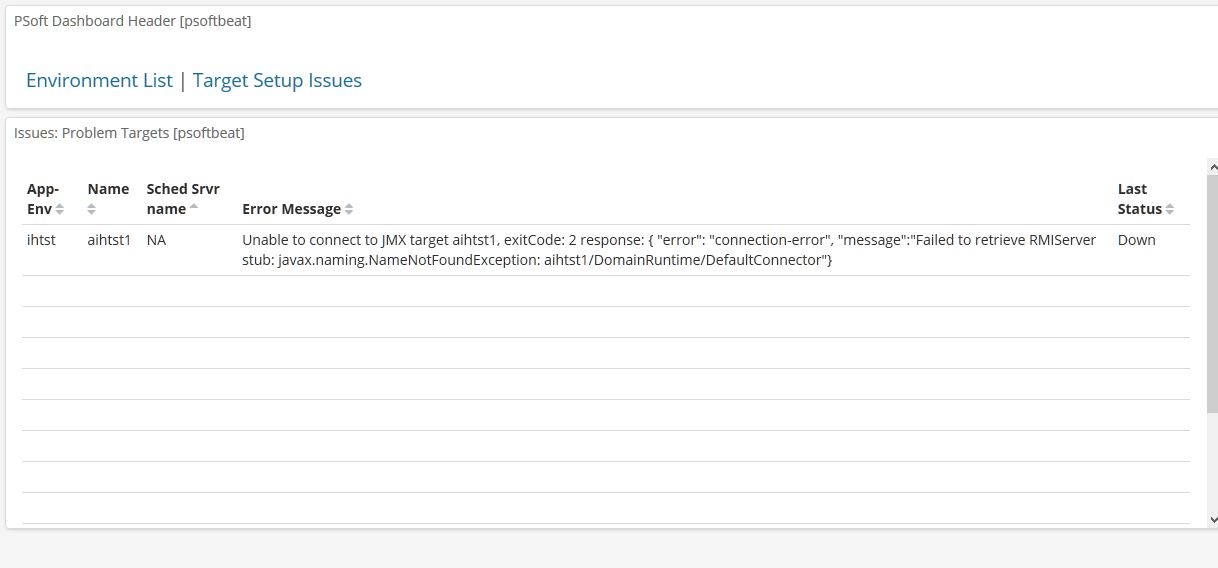 PSoft Dashboard Header [psoftbeat]
Environment List | Target Setup Issues
Issues: Problem Targets [psoftbeat]
App-Env Name Sched Srvr name Error Message Last Status
ihtst aihtst1 NA Unable to connect to JMX target aihtst1, exitCode: 2 response: { "error": "connection-error", "message":"Failed to retrieve RMIServer Down
stub: javax.naming.NameNotFoundException: aihtst1/DomainRuntime/DefaultConnector"}